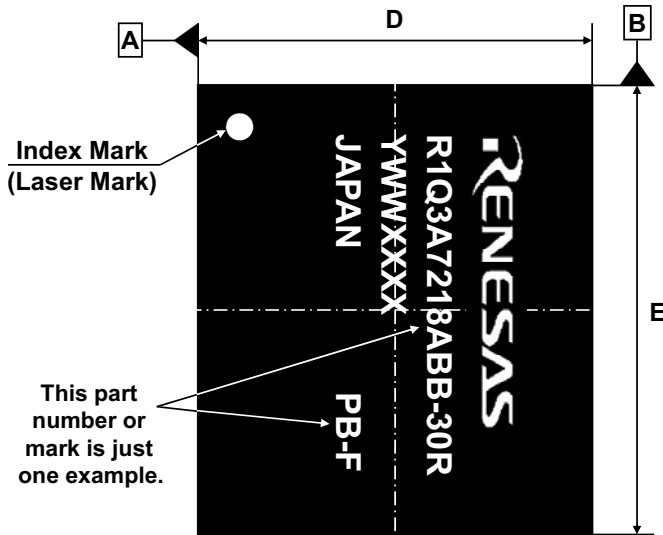 A
D
B
Index Mark
(Laser Mark)
RENESAS
R1Q3A7218ABB-30R
YWWXXXX
JAPAN
PB-F
E
This part
number or
mark is just
one example.